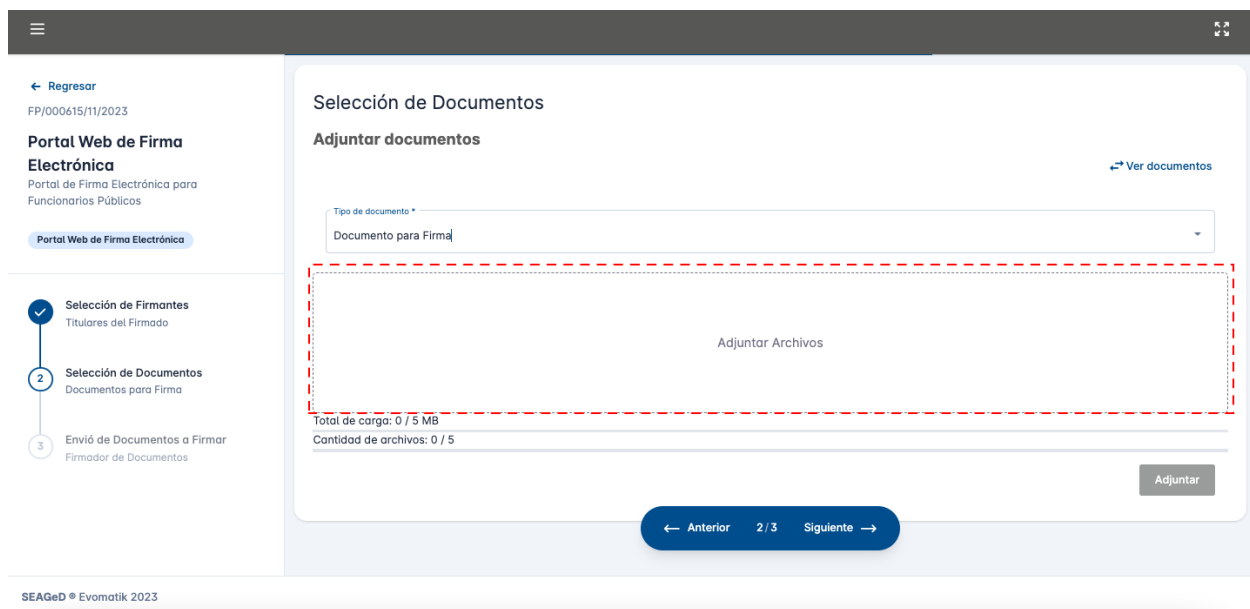 ← Regresar
FP/000615/11/2023
Portal Web de Firma
Electrónica
Portal de Firma Electrónica para
Funcionarios Públicos
Portal Web de Firma Electrónica
Selección de Firmantes
Titulares del Firmado
2
Selección de Documentos
Documentos para Firma
3
Envió de Documentos a Firmar
Firmador de Documentos
Selección de Documentos
Adjuntar documentos
Ver documentos
Tipo de documento *
Documento para Firma
Adjuntar Archivos
Total de carga: 0 / 5 MB
Cantidad de archivos: 0 / 5
Adjuntar
← Anterior 2/3 Siguiente →
SEAGeD ® Evomatik 2023